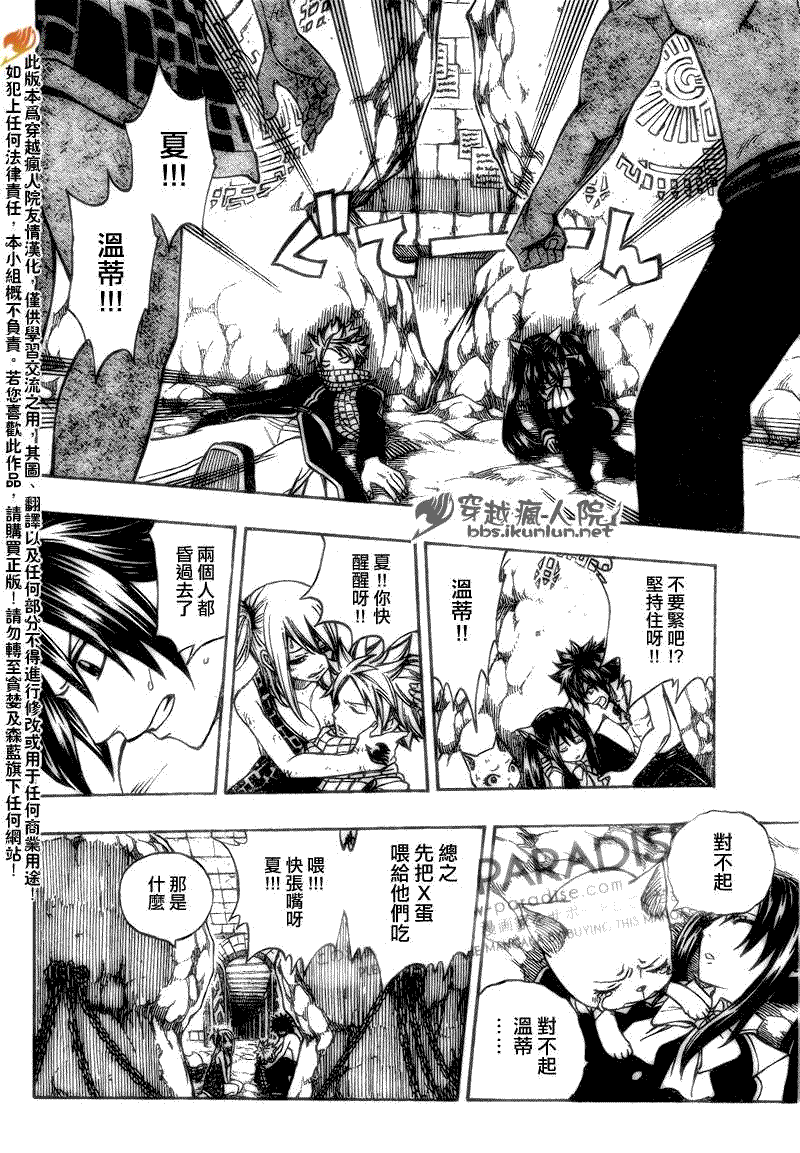 此版本爲穿越瘋人院友情漢化，僅供學習交流之用，其圖、翻譯以及任何部分不得進行修改或用于任何商業用途！
如犯上任何法律責任，本小組概不負責。若您喜歡此作品，請購買正版！請勿轉至貪婪及森藍旗下任何網站！
夏!!!
溫蒂!!!
ぐてーーん
穿越瘋人院
bbs.ikunlun.net
不要緊吧!?
堅持住呀!!
溫蒂!!
夏!!你快
醒醒呀!!
兩個人都
昏過去了
對不起
對不起
溫蒂
……
PARADISE
總之
先把X蛋
喂給他們吃
喂!!!
快張嘴呀
夏!!!
那是
什麼